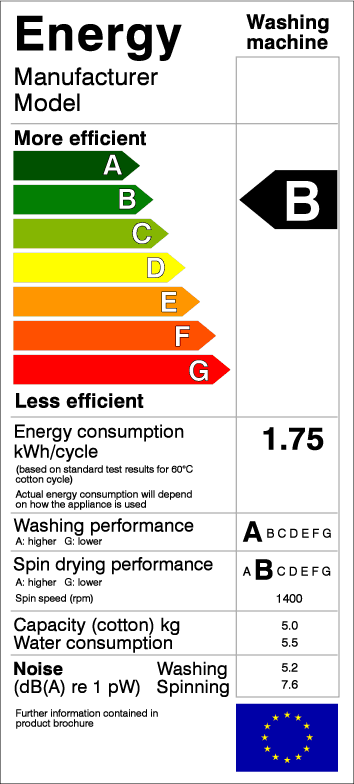 Energy
Washing
machine
Manufacturer
Model
More efficient
A
B
B
C
D
E
F
G
Less efficient
Energy consumption
kWh/cycle
1.75
(based on standard test results for 60°C
cotton cycle)
Actual energy consumption will depend
on how the appliance is used
Washing performance
A: higher G: lower
A B C D E F G
Spin drying performance
A: higher G: lower
A B C D E F G
Spin speed (rpm)
1400
Capacity (cotton) kg
5.0
Water consumption
5.5
Noise Washing
5.2
(dB(A) re 1 pW) Spinning
7.6
Further information contained in
product brochure